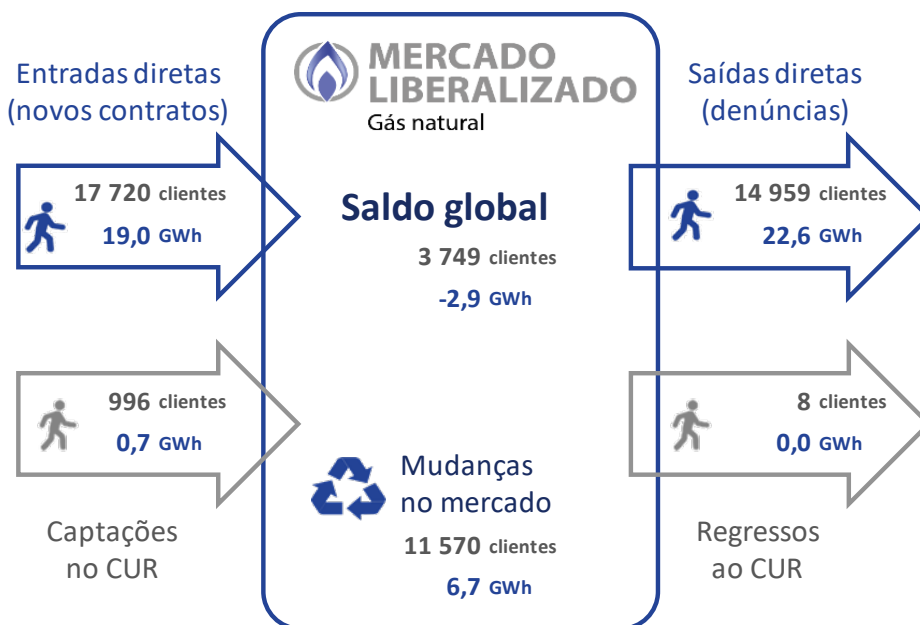 MERCADO
LIBERALIZADO
Gás natural
Entradas diretas
(novos contratos)
17 720 clientes
19,0 GWh
Saldo global
3 749 clientes
-2,9 GWh
Saídas diretas
(denúncias)
14 959 clientes
22,6 GWh
996 clientes
0,7 GWh
Captações
no CUR
Mudanças
no mercado
11 570 clientes
6,7 GWh
8 clientes
0,0 GWh
Regressos
ao CUR